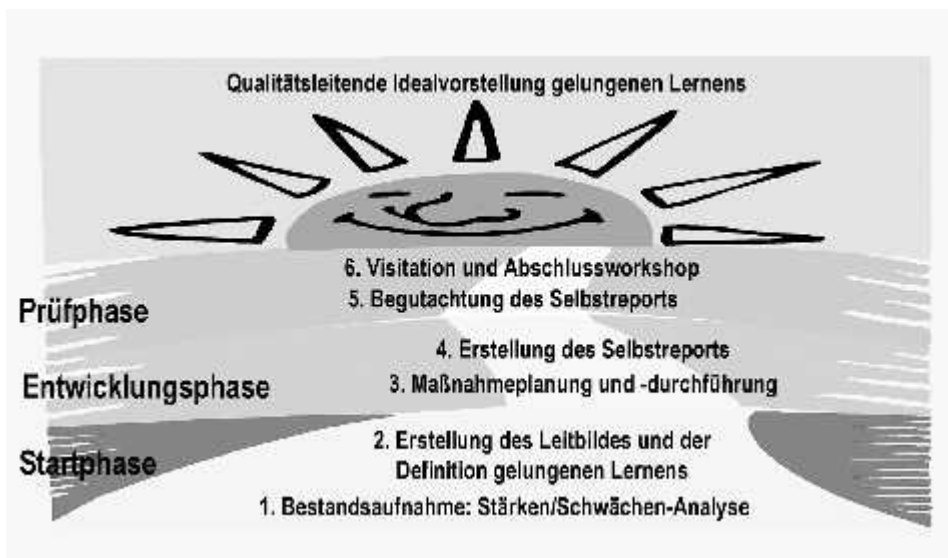 Qualitätsleitende Idealvorstellung gelungenen Lernens
6. Visitation und Abschlussworkshop
5. Begutachtung des Selbstreports
Prüfphase
4. Erstellung des Selbstreports
Entwicklungsphase
3. Maßnahmeplanung und -durchführung
2. Erstellung des Leitbildes und der
Definition gelungenen Lernens
Startphase
1. Bestandsaufnahme: Stärken/Schwächen-Analyse